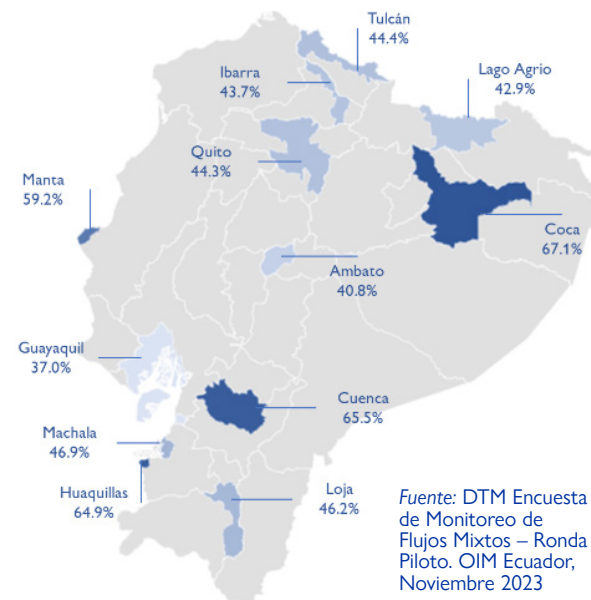 Tulcán
44.4%
Ibarra
43.7%
Lago Agrio
42.9%
Quito
44.3%
Manta
59.2%
Coca
67.1%
Ambato
40.8%
Guayaquil
37.0%
Cuenca
65.5%
Machala
46.9%
Huaquillas
64.9%
Loja
46.2%
Fuente: DTM Encuesta
de Monitoreo de
Flujos Mixtos – Ronda
Piloto. OIM Ecuador,
Noviembre 2023